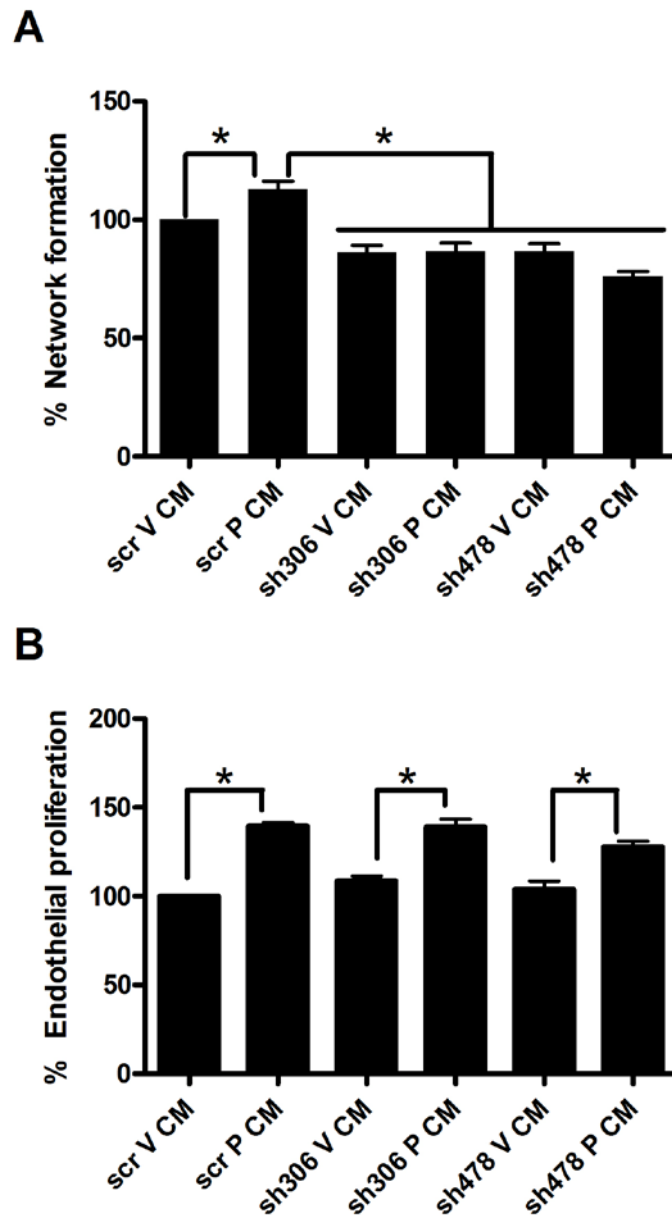 A
% Network formation
150
100
50
0
*
*
scr V CM
scr P CM
sh306 V CM
sh306 P CM
sh478 V CM
sh478 P CM
B
% Endothelial proliferation
200
150
100
50
0
*
*
*
scr V CM
scr P CM
sh306 V CM
sh306 P CM
sh478 V CM
sh478 P CM